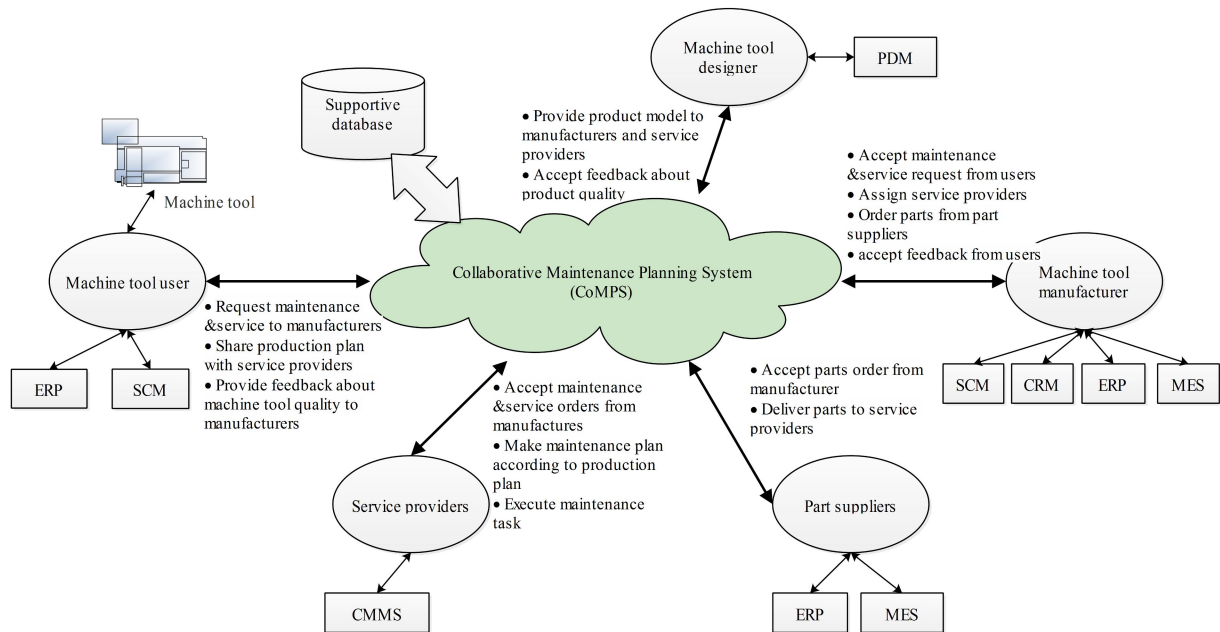 Machine tool
designer
PDM
Supportive
database
● Provide product model to
manufacturers and service
providers
● Accept feedback about
product quality
● Accept maintenance
&service request from users
● Assign service providers
● Order parts from part
suppliers
● accept feedback from users
Machine tool
Machine tool user
Collaborative Maintenance Planning System
(CoMPS)
Machine tool
manufacturer
● Request maintenance
&service to manufacturers
● Share production plan
with service providers
● Provide feedback about
machine tool quality to
manufacturers
ERP
SCM
● Accept maintenance
&service orders from
manufactures
● Make maintenance plan
according to production
plan
● Execute maintenance
task
● Accept parts order from
manufacturer
● Deliver parts to service
providers
SCM
CRM
ERP
MES
Service providers
Part suppliers
CMMS
ERP
MES